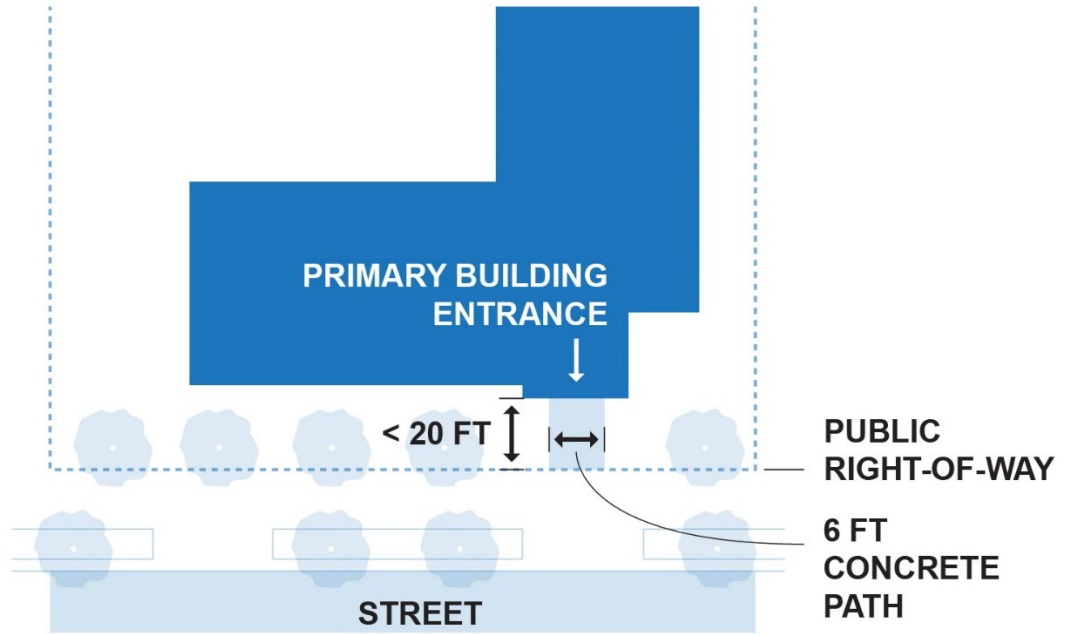 PRIMARY BUILDING
ENTRANCE
< 20 FT
PUBLIC
RIGHT-OF-WAY
6 FT
CONCRETE
PATH
STREET